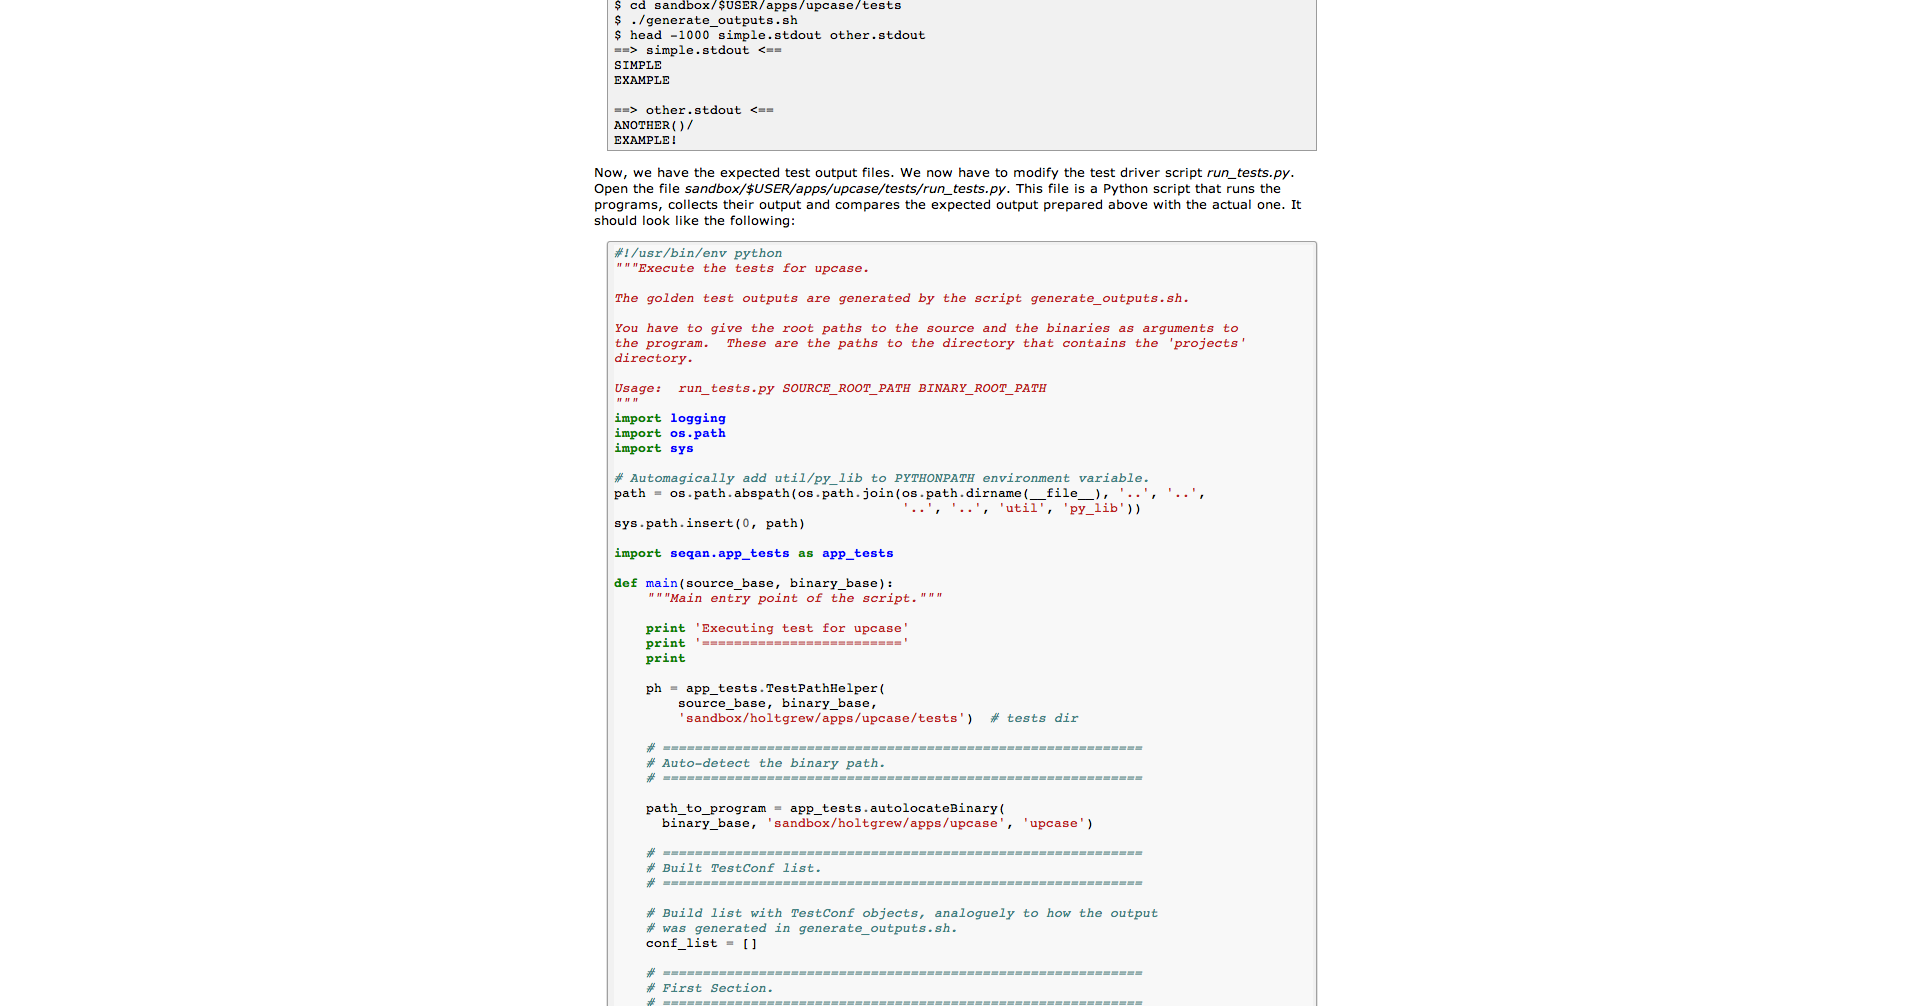 $ cd sandbox/$USER/apps/upcase/tests
$ ./generate_outputs.sh
$ head -1000 simple.stdout other.stdout
==> simple.stdout <==
SIMPLE
EXAMPLE

==> other.stdout <==
ANOTHER()/
EXAMPLE!
Now, we have the expected test output files. We now have to modify the test driver script run_tests.py.
Open the file sandbox/$USER/apps/upcase/tests/run_tests.py. This file is a Python script that runs the
programs, collects their output and compares the expected output prepared above with the actual one. It
should look like the following:
#!/usr/bin/env python
"""Execute the tests for upcase.

The golden test outputs are generated by the script generate_outputs.sh.

You have to give the root paths to the source and the binaries as arguments to
the program.  These are the paths to the directory that contains the 'projects'
directory.

Usage:  run_tests.py SOURCE_ROOT_PATH BINARY_ROOT_PATH
"""
import logging
import os.path
import sys

# Automagically add util/py_lib to PYTHONPATH environment variable.
path = os.path.abspath(os.path.join(os.path.dirname(__file__), '..', '..',
                                    '..', '..', 'util', 'py_lib'))
sys.path.insert(0, path)

import seqan.app_tests as app_tests

def main(source_base, binary_base):
    """Main entry point of the script."""

    print 'Executing test for upcase'
    print '========================='
    print

    ph = app_tests.TestPathHelper(
        source_base, binary_base,
        'sandbox/holtgrew/apps/upcase/tests')  # tests dir

    # ============================================================
    # Auto-detect the binary path.
    # ============================================================

    path_to_program = app_tests.autolocateBinary(
      binary_base, 'sandbox/holtgrew/apps/upcase', 'upcase')

    # ============================================================
    # Built TestConf list.
    # ============================================================

    # Build list with TestConf objects, analoguely to how the output
    # was generated in generate_outputs.sh.
    conf_list = []

    # ============================================================
    # First Section.
    # ============================================================